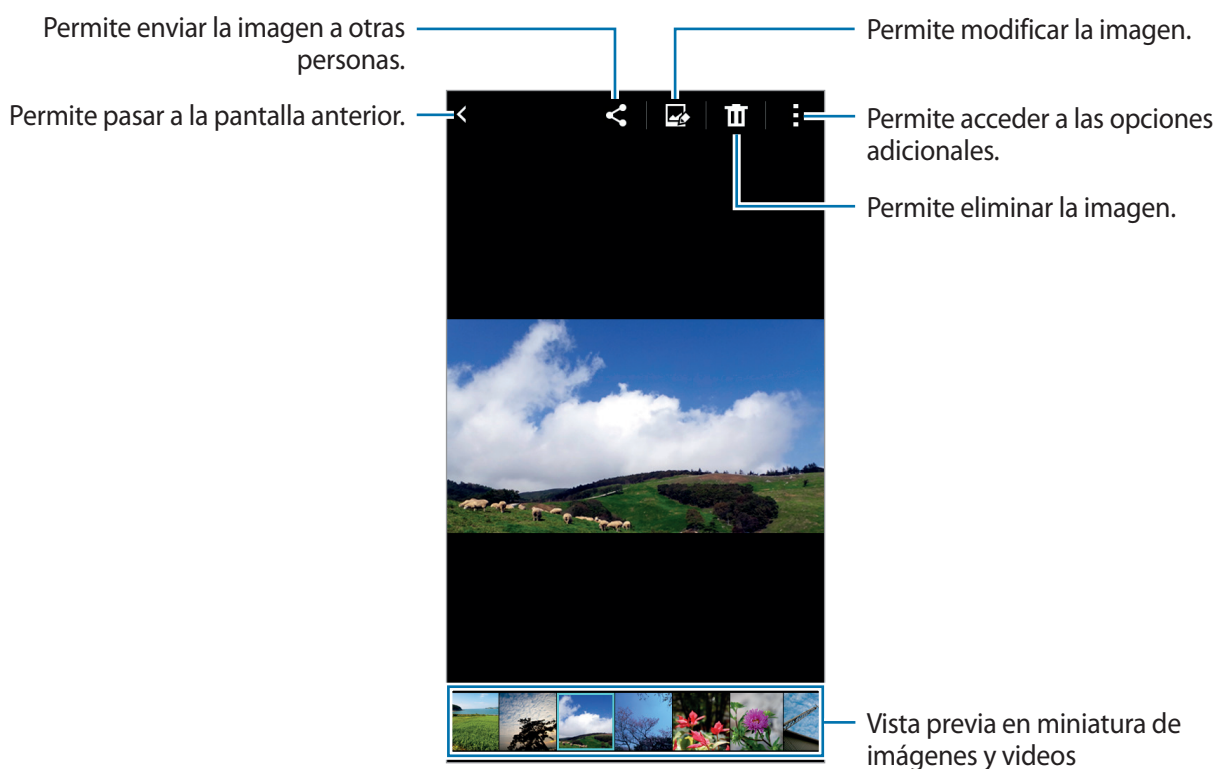 Permite enviar la imagen a otras
personas.
Permite modificar la imagen.
Permite pasar a la pantalla anterior.
Permite acceder a las opciones
adicionales.
Permite eliminar la imagen.
Vista previa en miniatura de
imágenes y videos